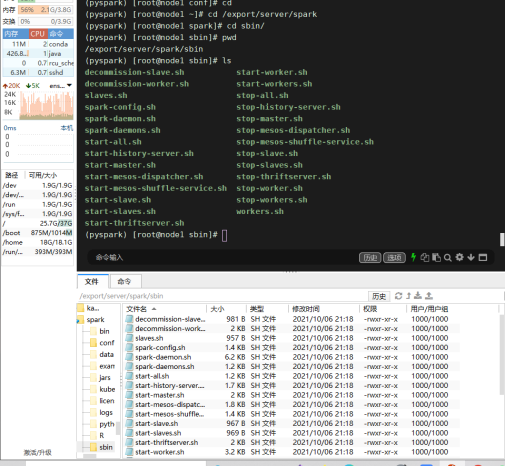 内存 56% 2.1G/3.8G
交换 0% 0/3.9G
内存 CPU 命令
11M 2 conda
426.8... 1 java
0 0.7 rcu_sche
6.3M 0.7 sshd
↑20K ↓5K ens...
24K
16K
8K
0ms 本机
0
0
0
路径 可用/大小
/dev 1.9G/1.9G
/dev/... 1.9G/1.9G
/run 1.9G/1.9G
/sys/f... 1.9G/1.9G
/ 25.7G/37G
/boot 875M/1014M
/home 18G/18.1G
/run/... 393M/393M
激活/升级
(pyspark) [root@node1 conf]# cd
(pyspark) [root@node1 ~]# cd /export/server/spark
(pyspark) [root@node1 spark]# cd sbin/
(pyspark) [root@node1 sbin]# pwd
/export/server/spark/sbin
(pyspark) [root@node1 sbin]# ls
decommission-slave.sh start-worker.sh
decommission-worker.sh start-workers.sh
slaves.sh stop-all.sh
spark-config.sh stop-history-server.sh
spark-daemon.sh stop-master.sh
spark-daemons.sh stop-mesos-dispatcher.sh
start-all.sh stop-mesos-shuffle-service.sh
start-history-server.sh stop-slave.sh
start-master.sh stop-slaves.sh
start-mesos-dispatcher.sh stop-thriftserver.sh
start-mesos-shuffle-service.sh stop-worker.sh
start-slave.sh stop-workers.sh
start-slaves.sh workers.sh
start-thriftserver.sh
(pyspark) [root@node1 sbin]#
命令输入 历史 选项
文件 命令
/export/server/spark/sbin 历史
ka...
spark
bin
conf
data
exam
jars
kube
licen
logs
pyth
R
sbin
文件名 大小 类型 修改时间 权限 用户/用户组
decommission-slave... 981 B SH 文件 2021/10/06 21:18 -rwxr-xr-x 1000/1000
decommission-work... 2 KB SH 文件 2021/10/06 21:18 -rwxr-xr-x 1000/1000
slaves.sh 957 B SH 文件 2021/10/06 21:18 -rwxr-xr-x 1000/1000
spark-config.sh 1.4 KB SH 文件 2021/10/06 21:18 -rwxr-xr-x 1000/1000
spark-daemon.sh 6.2 KB SH 文件 2021/10/06 21:18 -rwxr-xr-x 1000/1000
spark-daemons.sh 1.2 KB SH 文件 2021/10/06 21:18 -rwxr-xr-x 1000/1000
start-all.sh 1.2 KB SH 文件 2021/10/06 21:18 -rwxr-xr-x 1000/1000
start-history-server.... 1.7 KB SH 文件 2021/10/06 21:18 -rwxr-xr-x 1000/1000
start-master.sh 2 KB SH 文件 2021/10/06 21:18 -rwxr-xr-x 1000/1000
start-mesos-dispatc... 1.8 KB SH 文件 2021/10/06 21:18 -rwxr-xr-x 1000/1000
start-mesos-shuffle... 1.4 KB SH 文件 2021/10/06 21:18 -rwxr-xr-x 1000/1000
start-slave.sh 967 B SH 文件 2021/10/06 21:18 -rwxr-xr-x 1000/1000
start-slaves.sh 969 B SH 文件 2021/10/06 21:18 -rwxr-xr-x 1000/1000
start-thriftserver.sh 2 KB SH 文件 2021/10/06 21:18 -rwxr-xr-x 1000/1000
start-worker.sh 3.2 KB SH 文件 2021/10/06 21:18 -rwxr-xr-x 1000/1000